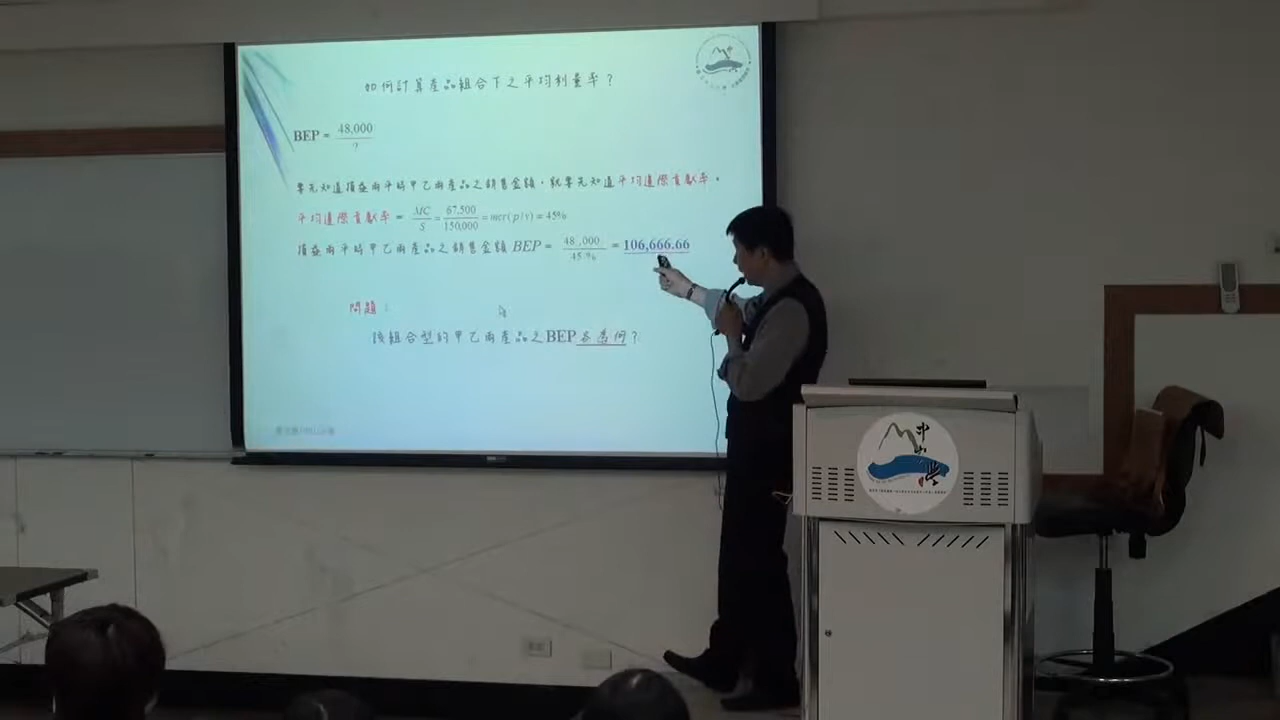 如何計算產品組合下之平均利量率？
BEP = 48,000 / ?
要先知道損益兩平時甲乙兩產品之銷售金額，就要先知道平均邊際貢獻率。
平均邊際貢獻率 = MC/S = 67,500/150,000 = mcr(p/v) = 45%
損益兩平時甲乙兩產品之銷售金額 BEP = 48,000/45% = 106,666.66
問題：
該組合型的甲乙兩產品之BEP各為何？
中山